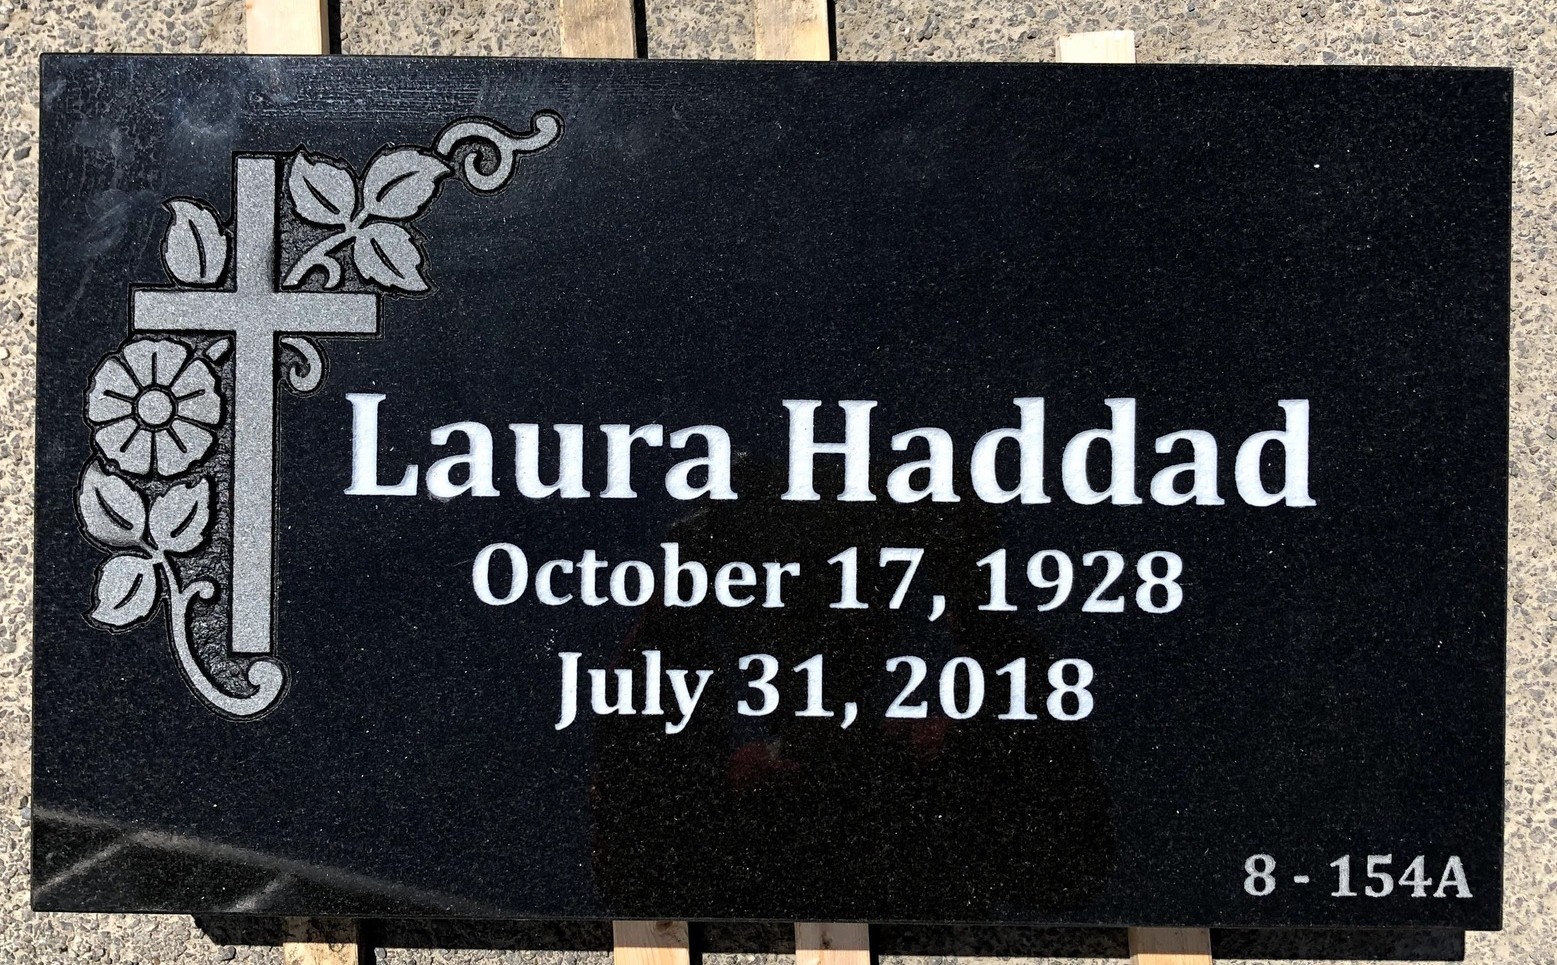 Laura Haddad
October 17, 1928
July 31, 2018
8 - 154A